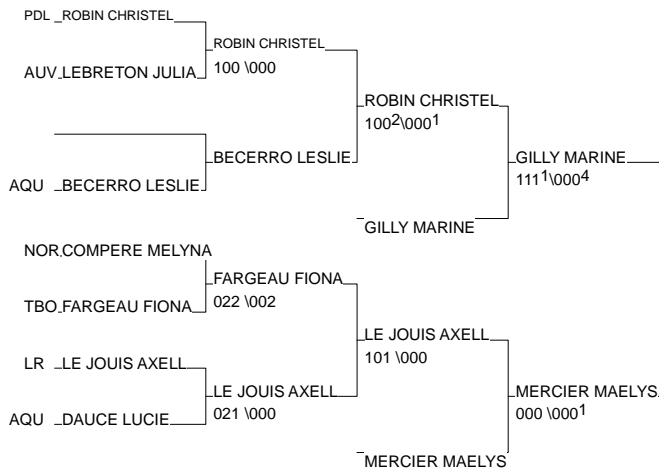 PDL ROBIN CHRISTEL
ROBIN CHRISTEL
100 \000
AUV LEBRETON JULIA
ROBIN CHRISTEL
100² \000¹
BECERRO LESLIE
GILLY MARINE
111¹ \000⁴
AQU BECERRO LESLIE
GILLY MARINE
NOR COMPERE MELYNA
FARGEAU FIONA
022 \002
TBO FARGEAU FIONA
LE JOUIS AXELL
101 \000
LR LE JOUIS AXELL
LE JOUIS AXELL
021 \000
MERCIER MAELYS
000 \000¹
AQU DAUCE LUCIE
MERCIER MAELYS